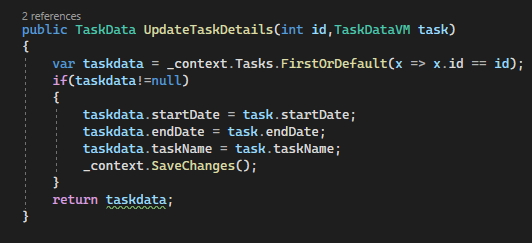 2 references
public TaskData UpdateTaskDetails(int id,TaskDataVM task)
{
var taskdata = _context.Tasks.FirstOrDefault(x => x.id == id);
if(taskdata!=null)
{
taskdata.startDate = task.startDate;
taskdata.endDate = task.endDate;
taskdata.taskName = task.taskName;
_context.SaveChanges();
}
return taskdata;
}